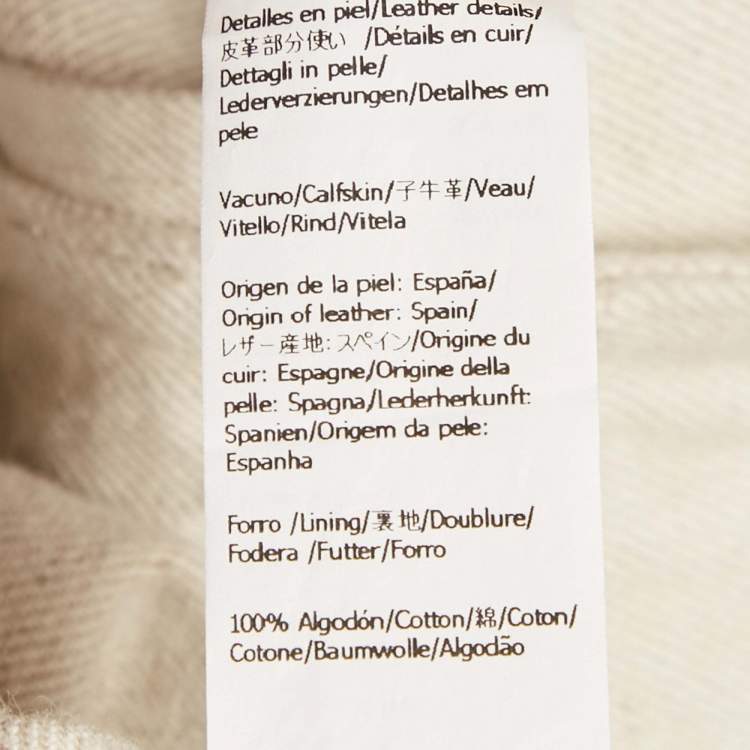 Detalles en piel/Leather details/
皮革部分使い /Détails en cuir/
Dettagli in pelle/
Lederverzierungen/Detalhes em
pele
Vacuno/Calfskin/子牛革/Veau/
Vitello/Rind/Vitela
Origen de la piel: España/
Origin of leather: Spain/
レザー産地:スペイン/Origine du
cuir: Espagne/Origine della
pelle: Spagna/Lederherkunft:
Spanien/Origem da pele:
Espanha
Forro /Lining/裏地/Doublure/
Fodera /Futter/Forro
100% Algodón/Cotton/綿/Coton/
Cotone/Baumwolle/Algodão